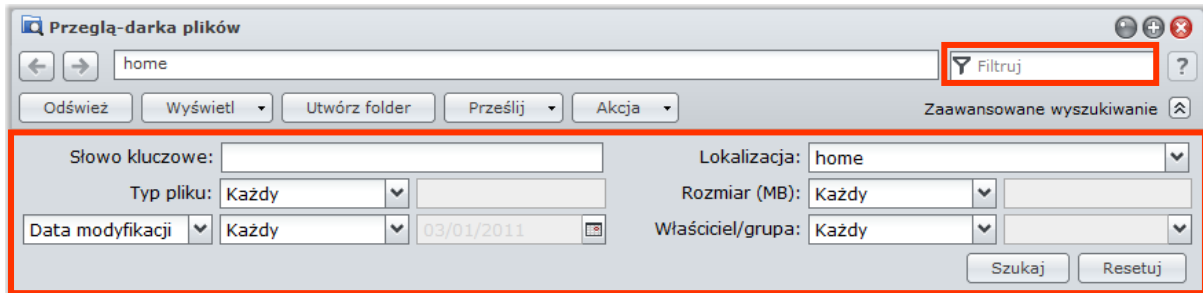 Przeglą-darka plików
home
Filtruj
?
Odśwież Wyświetl Utwórz folder Prześlij Akcja Zaawansowane wyszukiwanie
Słowo kluczowe: Lokalizacja: home
Typ pliku: Każdy Rozmiar (MB): Każdy
Data modyfikacji Każdy 03/01/2011 Właściciel/grupa: Każdy
Szukaj Resetuj